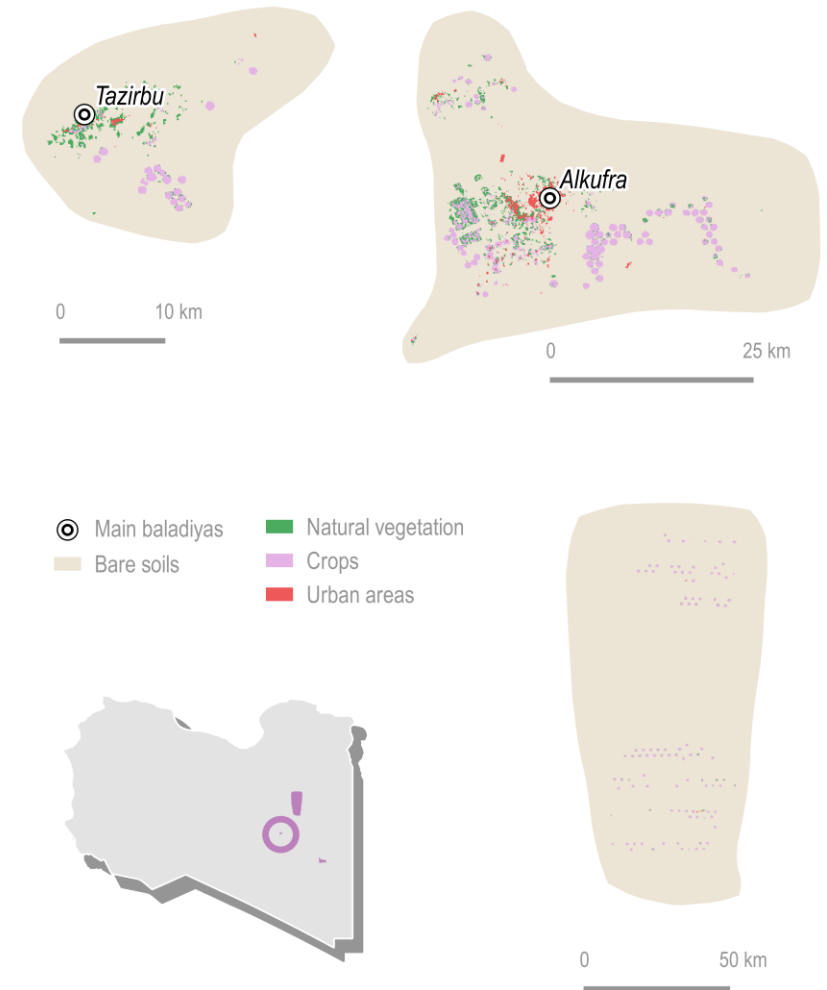 Tazirbu
Alkufra
0 10 km
0 25 km
Main baladiyas
Bare soils
Natural vegetation
Crops
Urban areas
0 50 km